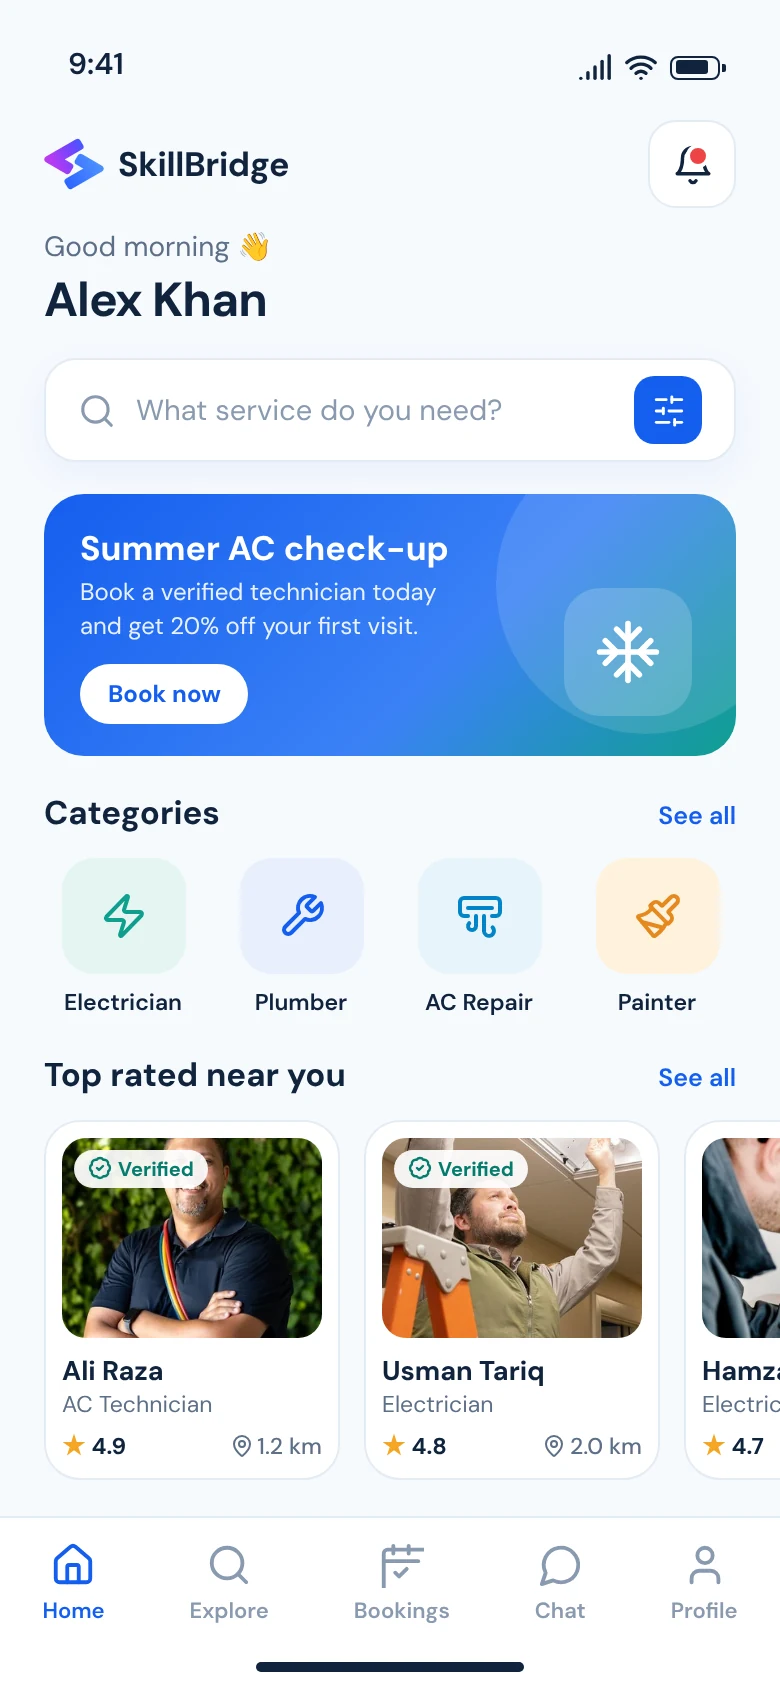 9:41
SkillBridge
Good morning 👋
Alex Khan
What service do you need?
Summer AC check-up
Book a verified technician today
and get 20% off your first visit.
Book now
Categories
See all
Electrician
Plumber
AC Repair
Painter
Top rated near you
See all
Verified
Ali Raza
AC Technician
★ 4.9
1.2 km
Verified
Usman Tariq
Electrician
★ 4.8
2.0 km
★ 4.7
Home
Explore
Bookings
Chat
Profile